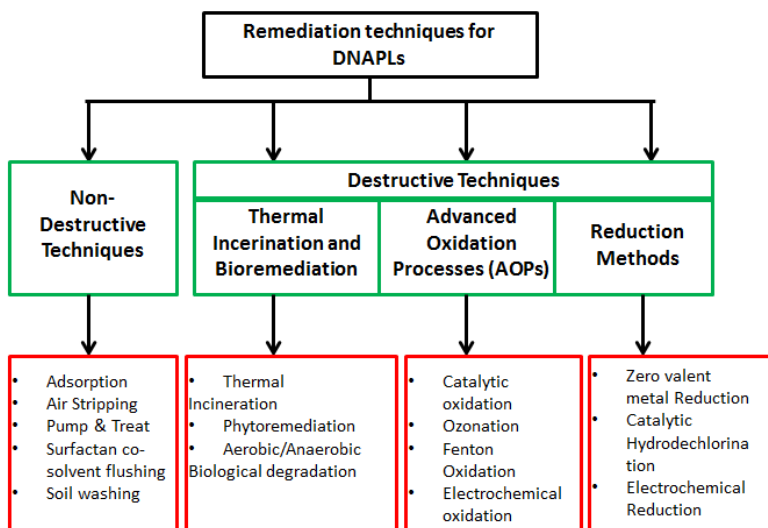 Remediation techniques for
DNAPLs
Non-
Destructive
Techniques
Destructive Techniques
Thermal
Incerination and
Bioremediation
Advanced
Oxidation
Processes (AOPs)
Reduction
Methods
• Adsorption
• Air Stripping
• Pump & Treat
• Surfactan co-
solvent flushing
• Soil washing
• Thermal
Incineration
• Phytoremediation
• Aerobic/Anaerobic
Biological degradation
• Catalytic
oxidation
• Ozonation
• Fenton
Oxidation
• Electrochemical
oxidation
• Zero valent
metal Reduction
• Catalytic
Hydrodechlorina
tion
• Electrochemical
Reduction